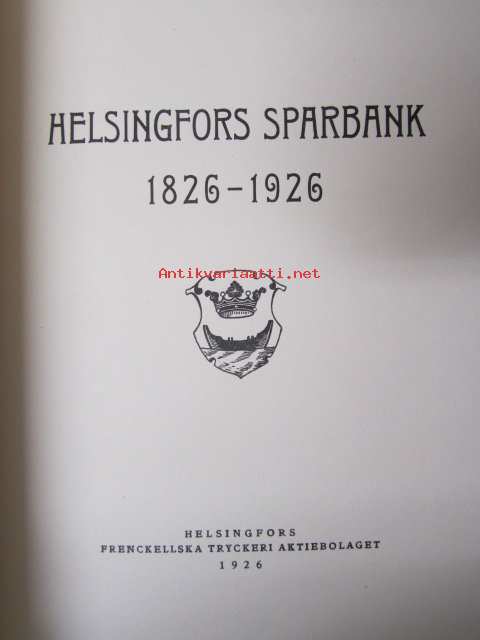 HELSINGFORS SPARBANK
1826-1926
Antikvariaatti.net
HELSINGFORS
FRENCKELLSKA TRYCKERI AKTIEBOLAGET
1926